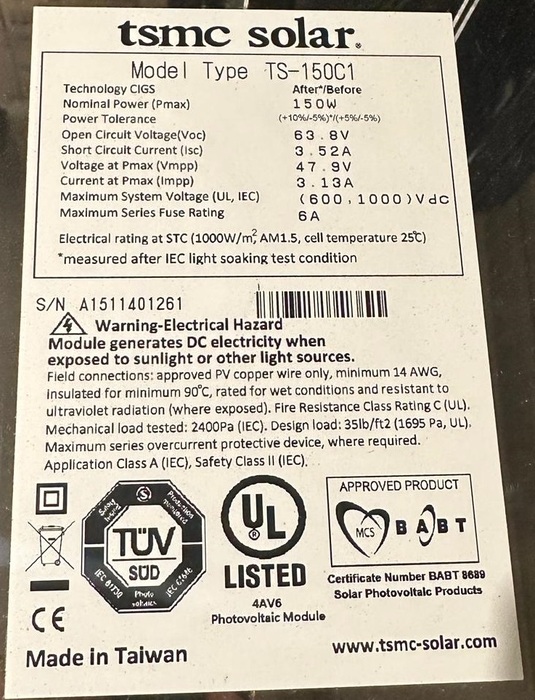 tsmc solar®
Model Type TS-150C1
Technology CIGS After*/Before
Nominal Power (Pmax) 150W
Power Tolerance (+10%/-5%)*/(+5%/-5%)
Open Circuit Voltage(Voc) 63.8V
Short Circuit Current (Isc) 3.52A
Voltage at Pmax (Vmpp) 47.9V
Current at Pmax (Impp) 3.13A
Maximum System Voltage (UL, IEC) (600,1000)Vdc
Maximum Series Fuse Rating 6A
Electrical rating at STC (1000W/m², AM1.5, cell temperature 25℃)
*measured after IEC light soaking test condition
S/N A1511401261
Warning-Electrical Hazard
Module generates DC electricity when
exposed to sunlight or other light sources.
Field connections: approved PV copper wire only, minimum 14 AWG,
Insulated for minimum 90℃, rated for wet conditions and resistant to
ultraviolet radiation (where exposed). Fire Resistance Class Rating C (UL).
Mechanical load tested: 2400Pa (IEC). Design load: 35lb/ft2 (1695 Pa, UL).
Maximum series overcurrent protective device, where required.
Application Class A (IEC), Safety Class II (IEC).
S
Safety tested
Production monitored
TÜV
SÜD
IEC 61730
Photo voltaics
IEC 61646
UL
LISTED
4AV6
Photovoltaic Module
APPROVED PRODUCT
MCS
BABT
Certificate Number BABT 8689
Solar Photovoltaic Products
CE
Made in Taiwan
www.tsmc-solar.com